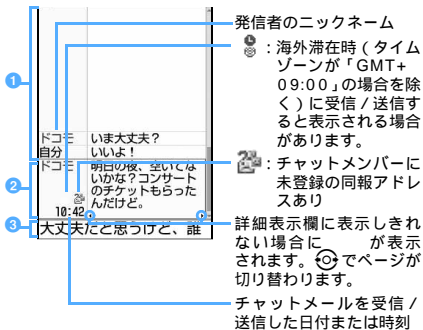 発信者のニックネーム
:海外滞在時(タイム
ゾーンが「GMT+
09:00」の場合を除
く)に受信/送信す
ると表示される場合
があります。
:チャットメンバーに
未登録の同報アドレ
スあり
詳細表示欄に表示しきれ
ない場合に が表示
されます。 でページが
切り替わります。
チャットメールを受信/
送信した日付または時刻
1
ドコモ いま大丈夫?
自分 いいよ!
2
ドコモ 明日の夜、空いてな
いかな?コンサート
のチケットもらった
んだけど。
10:42
3
大丈夫だと思うけど、誰